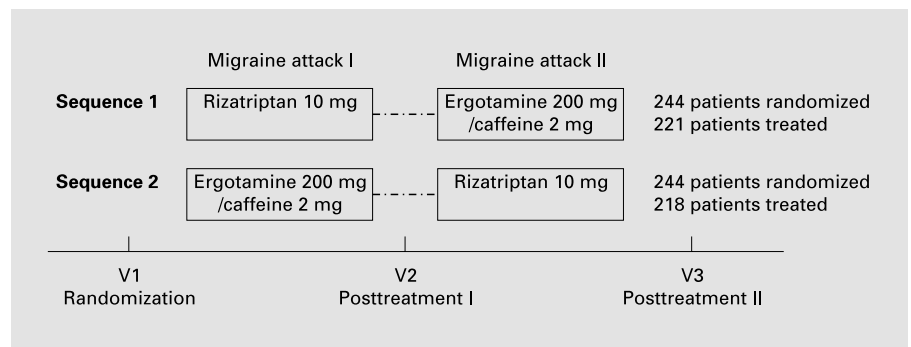 Migraine attack I
Migraine attack II
Sequence 1
Rizatriptan 10 mg
Ergotamine 200 mg
/caffeine 2 mg
244 patients randomized
221 patients treated
Sequence 2
Ergotamine 200 mg
/caffeine 2 mg
Rizatriptan 10 mg
244 patients randomized
218 patients treated
V1
Randomization
V2
Posttreatment I
V3
Posttreatment II